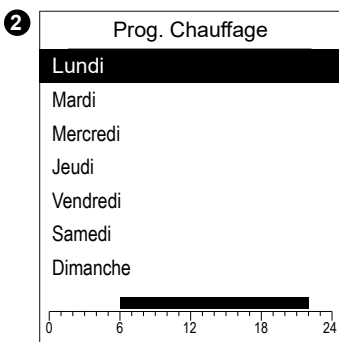 2
Prog. Chauffage
Lundi
Mardi
Mercredi
Jeudi
Vendredi
Samedi
Dimanche
0 6 12 18 24